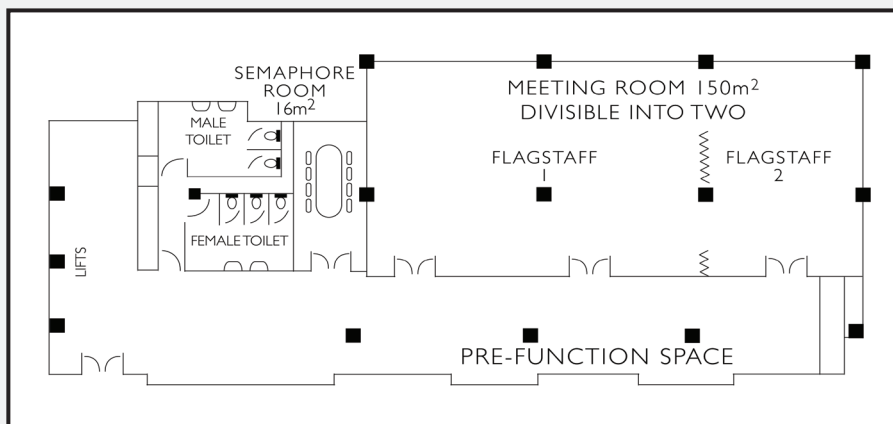 SEMAPHORE
ROOM
16m²
MEETING ROOM 150m²
DIVISIBLE INTO TWO
MALE
TOILET
FLAGSTAFF
1
FLAGSTAFF
2
FEMALE TOILET
LIFTS
PRE-FUNCTION SPACE